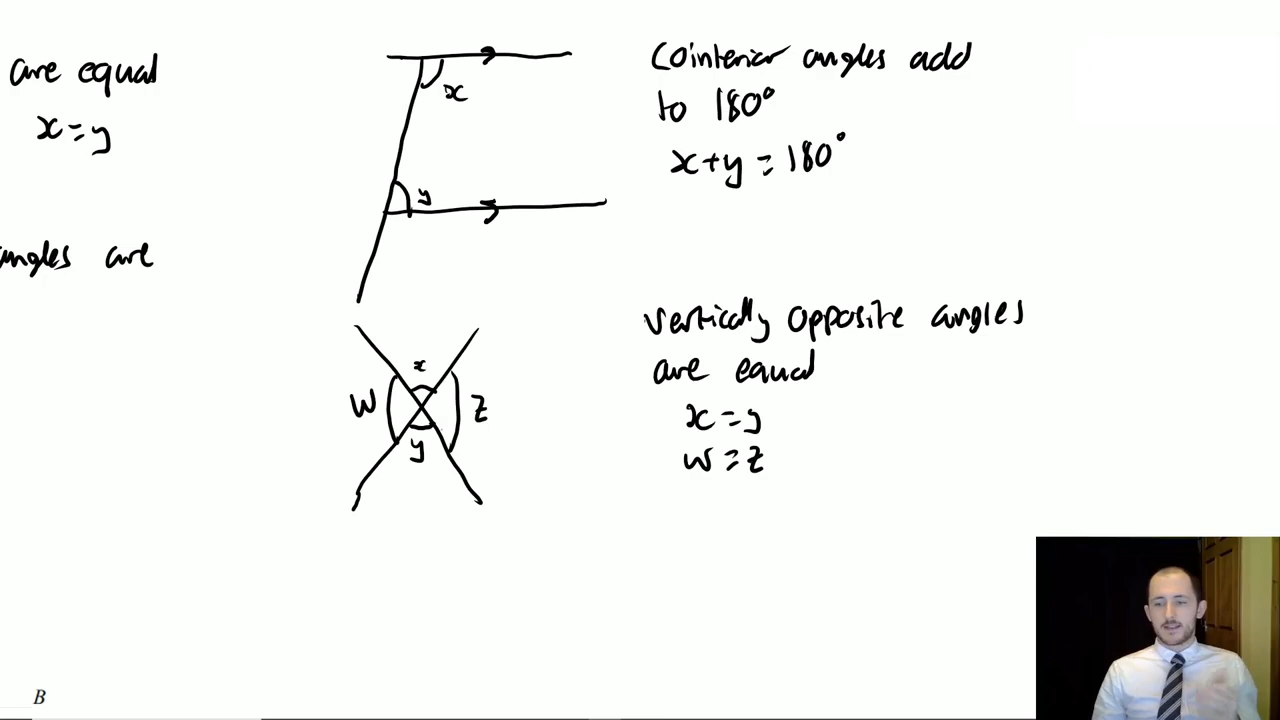 are equal
x = y
angles are
x
y
Cointerior angles add
to 180°
x + y = 180°
x
W
Z
y
Vertically opposite angles
are equal
x = y
w = z
B